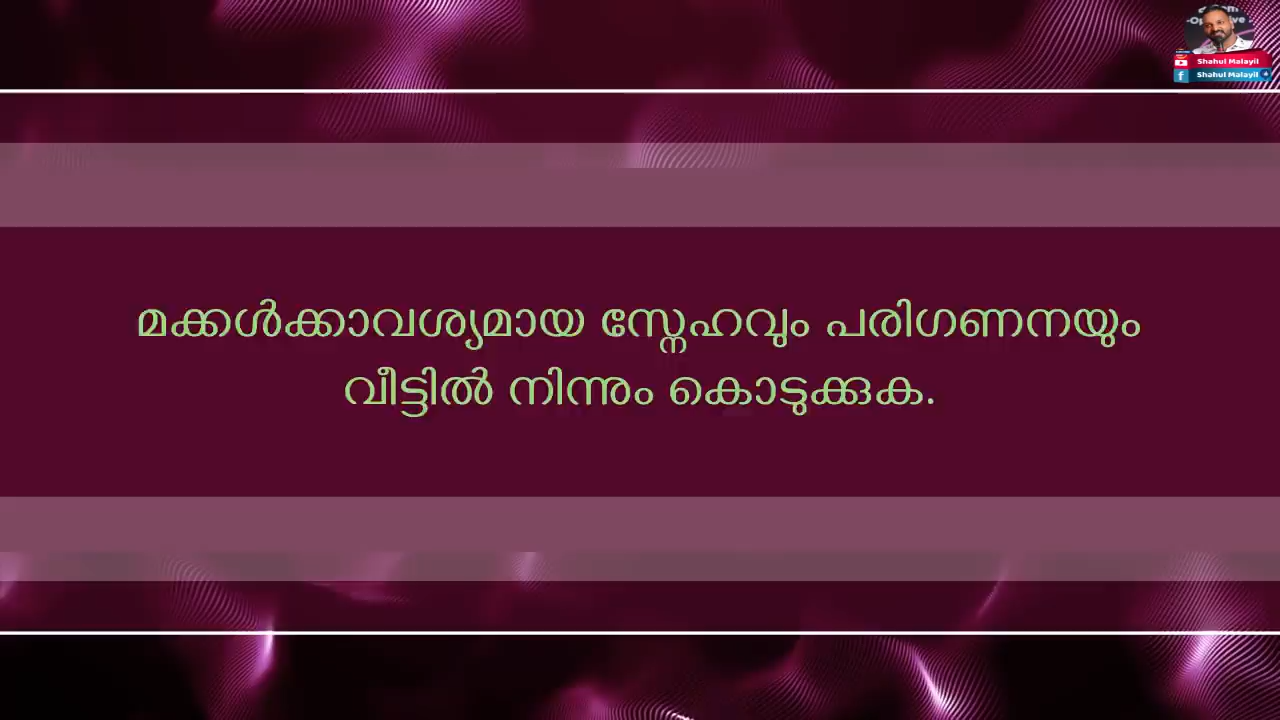 Shahul Malayil
Shahul Malayil
മക്കൾക്കാവശ്യമായ സ്നേഹവും പരിഗണനയും
വീട്ടിൽ നിന്നും കൊടുക്കുക.